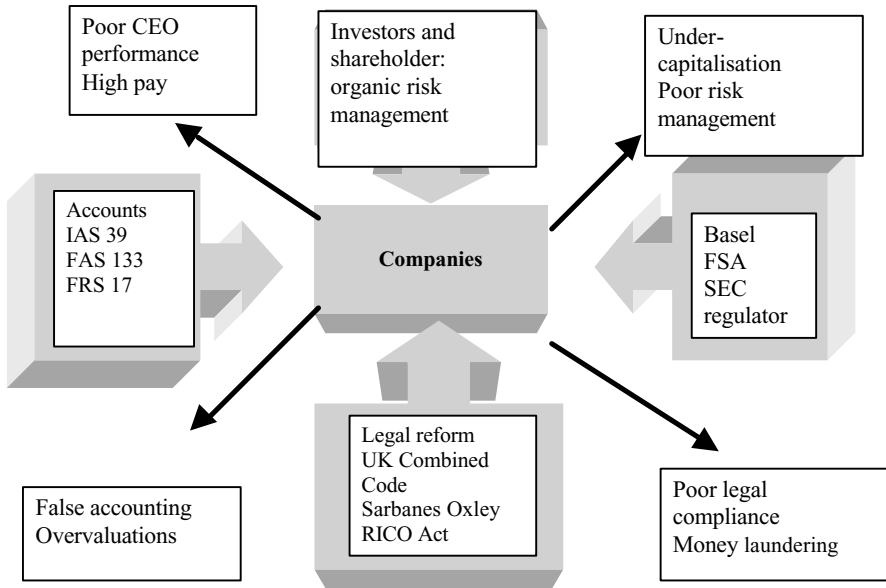 Poor CEO
performance
High pay
Investors and
shareholder:
organic risk
management
Under-
capitalisation
Poor risk
management
Accounts
IAS 39
FAS 133
FRS 17
Companies
Basel
FSA
SEC
regulator
Legal reform
UK Combined
Code
Sarbanes Oxley
RICO Act
False accounting
Overvaluations
Poor legal
compliance
Money laundering